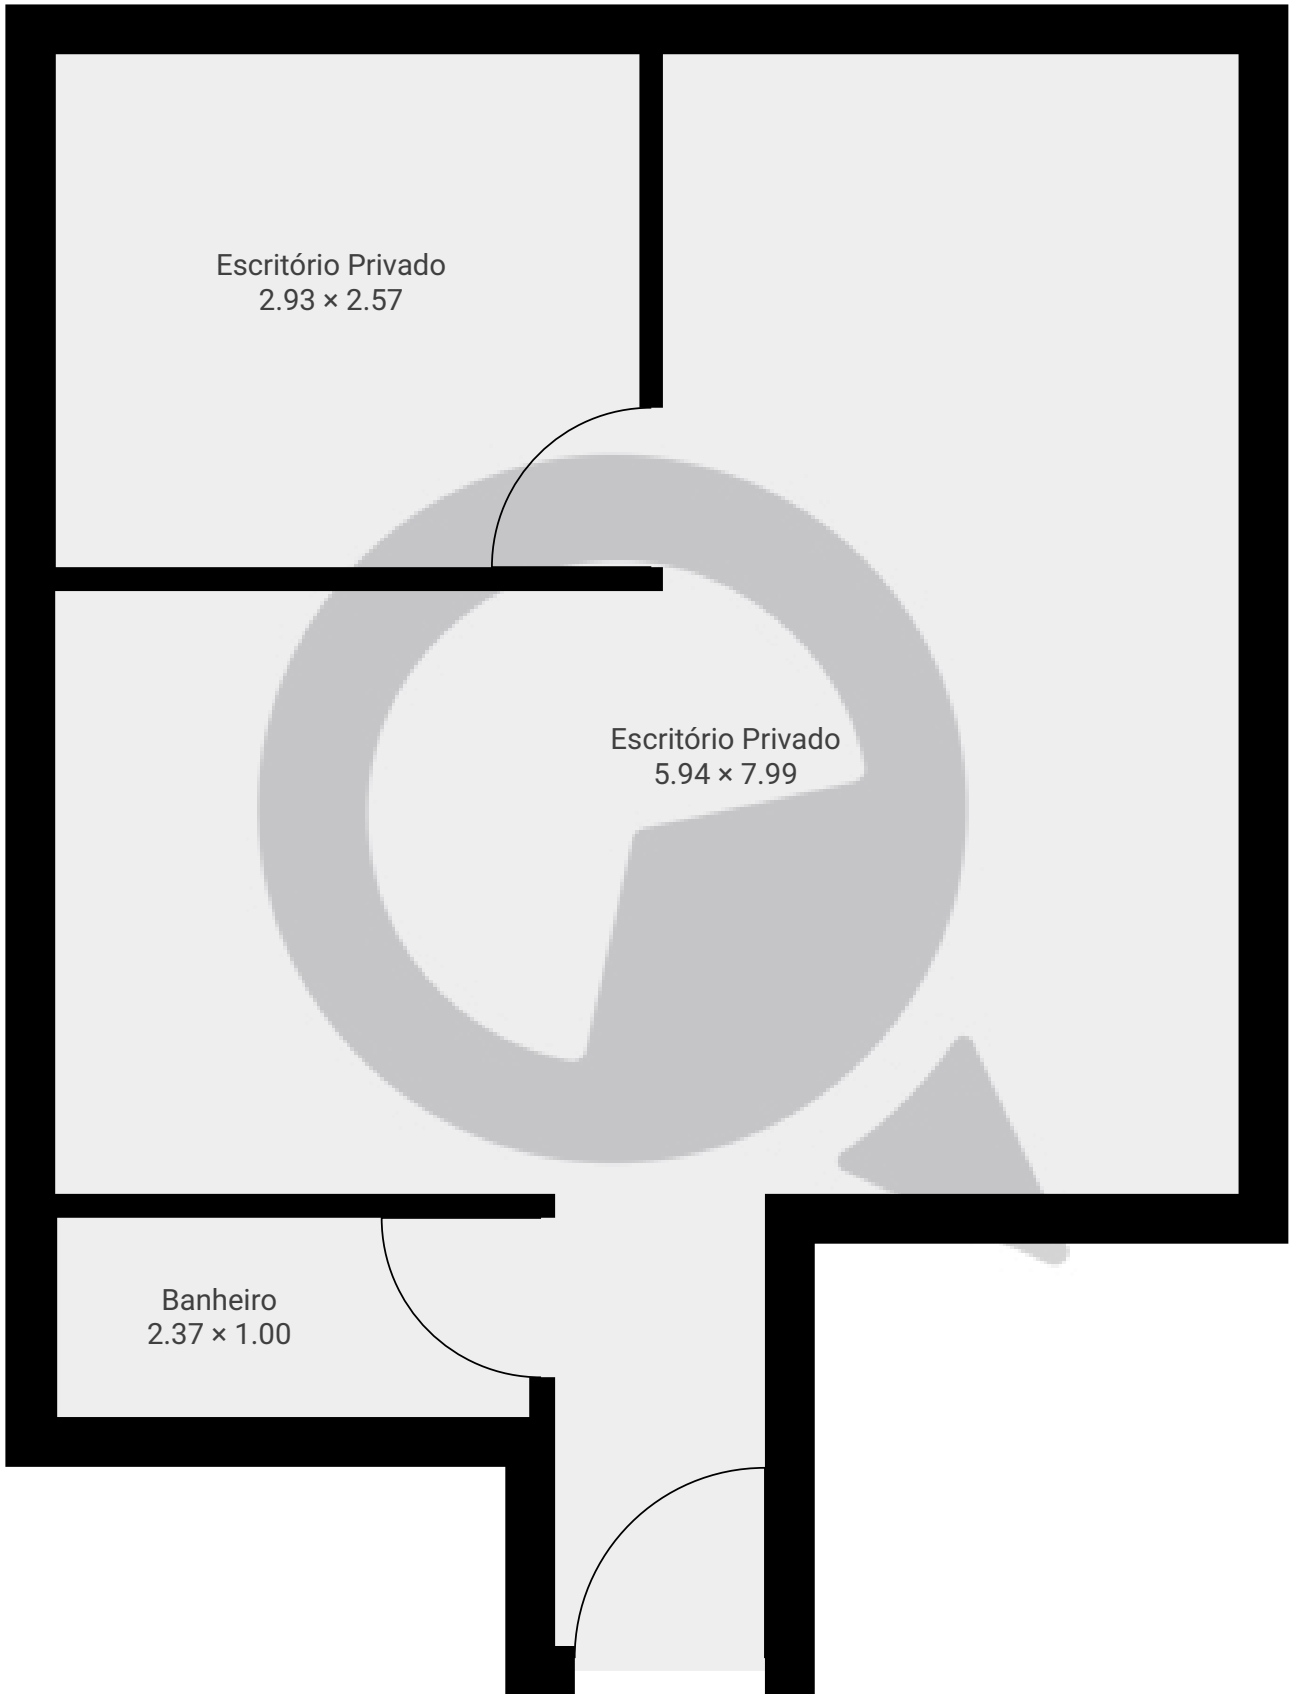 Escritório Privado
2.93 × 2.57
Escritório Privado
5.94 × 7.99
Banheiro
2.37 × 1.00